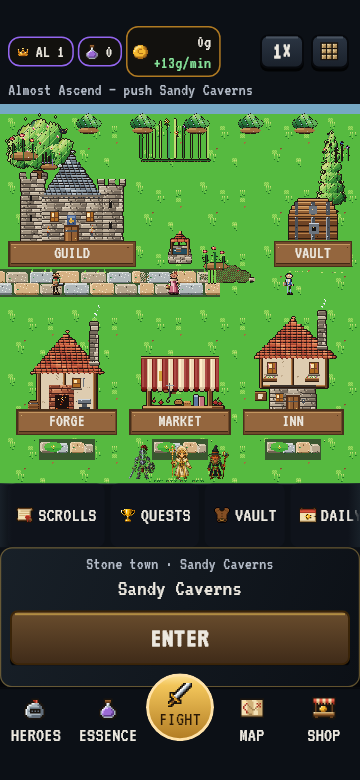 AL 1
0
0g
+13g/min
1X
Almost Ascend – push Sandy Caverns
GUILD
VAULT
FORGE
MARKET
INN
SCROLLS
QUESTS
VAULT
DAILY
Stone town · Sandy Caverns
Sandy Caverns
ENTER
FIGHT
HEROES
ESSENCE
MAP
SHOP